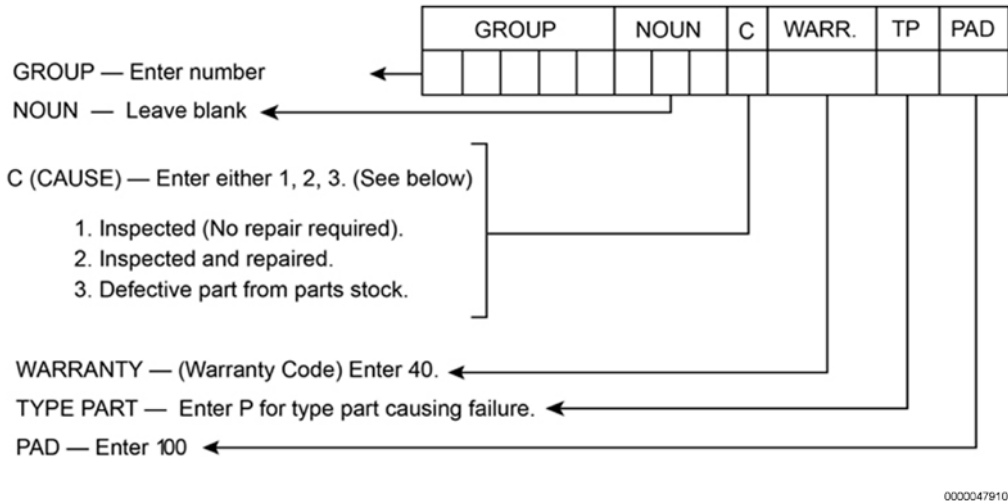 GROUP NOUN C WARR. TP PAD
GROUP — Enter number
NOUN — Leave blank
C (CAUSE) — Enter either 1, 2, 3. (See below)
1. Inspected (No repair required).
2. Inspected and repaired.
3. Defective part from parts stock.
WARRANTY — (Warranty Code) Enter 40.
TYPE PART — Enter P for type part causing failure.
PAD — Enter 100
0000047910